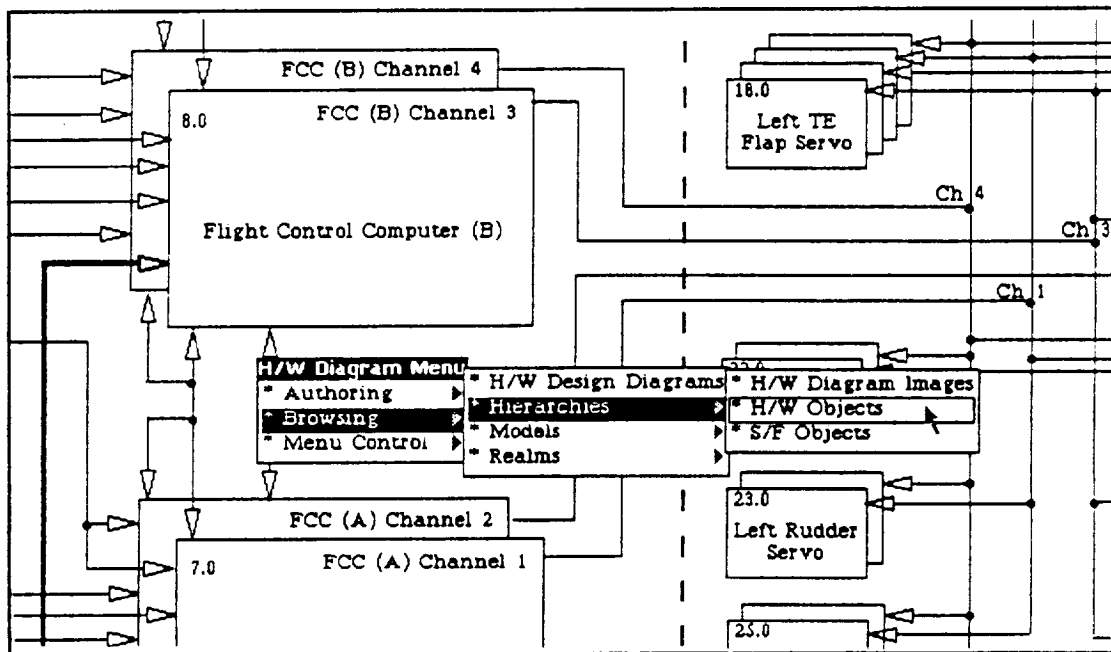 FCC (B) Channel 4
FCC (B) Channel 3
8.0
Flight Control Computer (B)
18.0
Left TE
Flap Servo
Ch 4
Ch 3
Ch 1
H/W Diagram Menu
* Authoring
* Browsing
* Menu Control
* H/W Design Diagrams
* Hierarchies
* Modals
* Realms
* H/W Diagram Images
* H/W Objects
* S/F Objects
FCC (A) Channel 2
FCC (A) Channel 1
7.0
23.0
Left Rudder
Servo
25.0